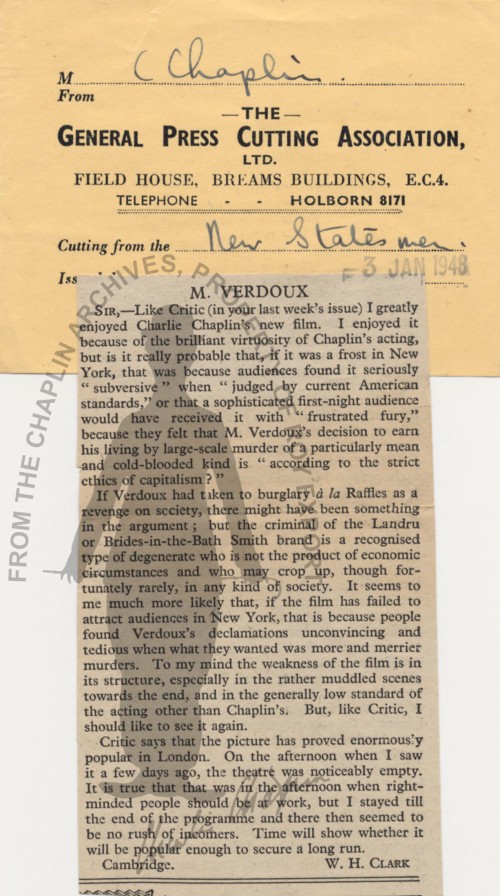 M C Chaplin.
From
—THE—
GENERAL PRESS CUTTING ASSOCIATION,
LTD.
FIELD HOUSE, BREAMS BUILDINGS, E.C.4.
TELEPHONE - - HOLBORN 8171
Cutting from the New Statesman.
Iss
3 JAN 1948
M. VERDOUX
SIR,—Like Critic (in your last week's issue) I greatly
enjoyed Charlie Chaplin's new film. I enjoyed it
because of the brilliant virtuosity of Chaplin's acting,
but is it really probable that, if it was a frost in New
York, that was because audiences found it seriously
" subversive " when " judged by current American
standards," or that a sophisticated first-night audience
would have received it with " frustrated fury,"
because they felt that M. Verdoux's decision to earn
his living by large-scale murder of a particularly mean
and cold-blooded kind is " according to the strict
ethics of capitalism ? "
If Verdoux had taken to burglary à la Raffles as a
revenge on society, there might have been something
in the argument ; but the criminal of the Landru
or Brides-in-the-Bath Smith brand is a recognised
type of degenerate who is not the product of economic
circumstances and who may crop up, though for-
tunately rarely, in any kind of society. It seems to
me much more likely that, if the film has failed to
attract audiences in New York, that is because people
found Verdoux's declamations unconvincing and
tedious when what they wanted was more and merrier
murders. To my mind the weakness of the film is in
its structure, especially in the rather muddled scenes
towards the end, and in the generally low standard of
the acting other than Chaplin's. But, like Critic, I
should like to see it again.
Critic says that the picture has proved enormously
popular in London. On the afternoon when I saw
it a few days ago, the theatre was noticeably empty.
It is true that that was in the afternoon when right-
minded people should be at work, but I stayed till
the end of the programme and there then seemed to
be no rush of incomers. Time will show whether it
will be popular enough to secure a long run.
Cambridge. W. H. CLARK
FROM THE CHAPLIN ARCHIVES, PROPERTY OF ROY EXPORT